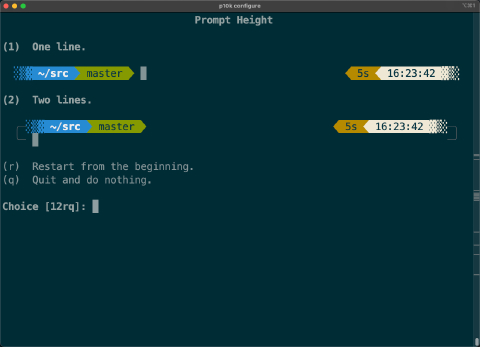 p10k configure
Prompt Height
(1) One line.
~/src master 5s 16:23:42
(2) Two lines.
~/src master 5s 16:23:42
(r) Restart from the beginning.
(q) Quit and do nothing.
Choice [12rq]: